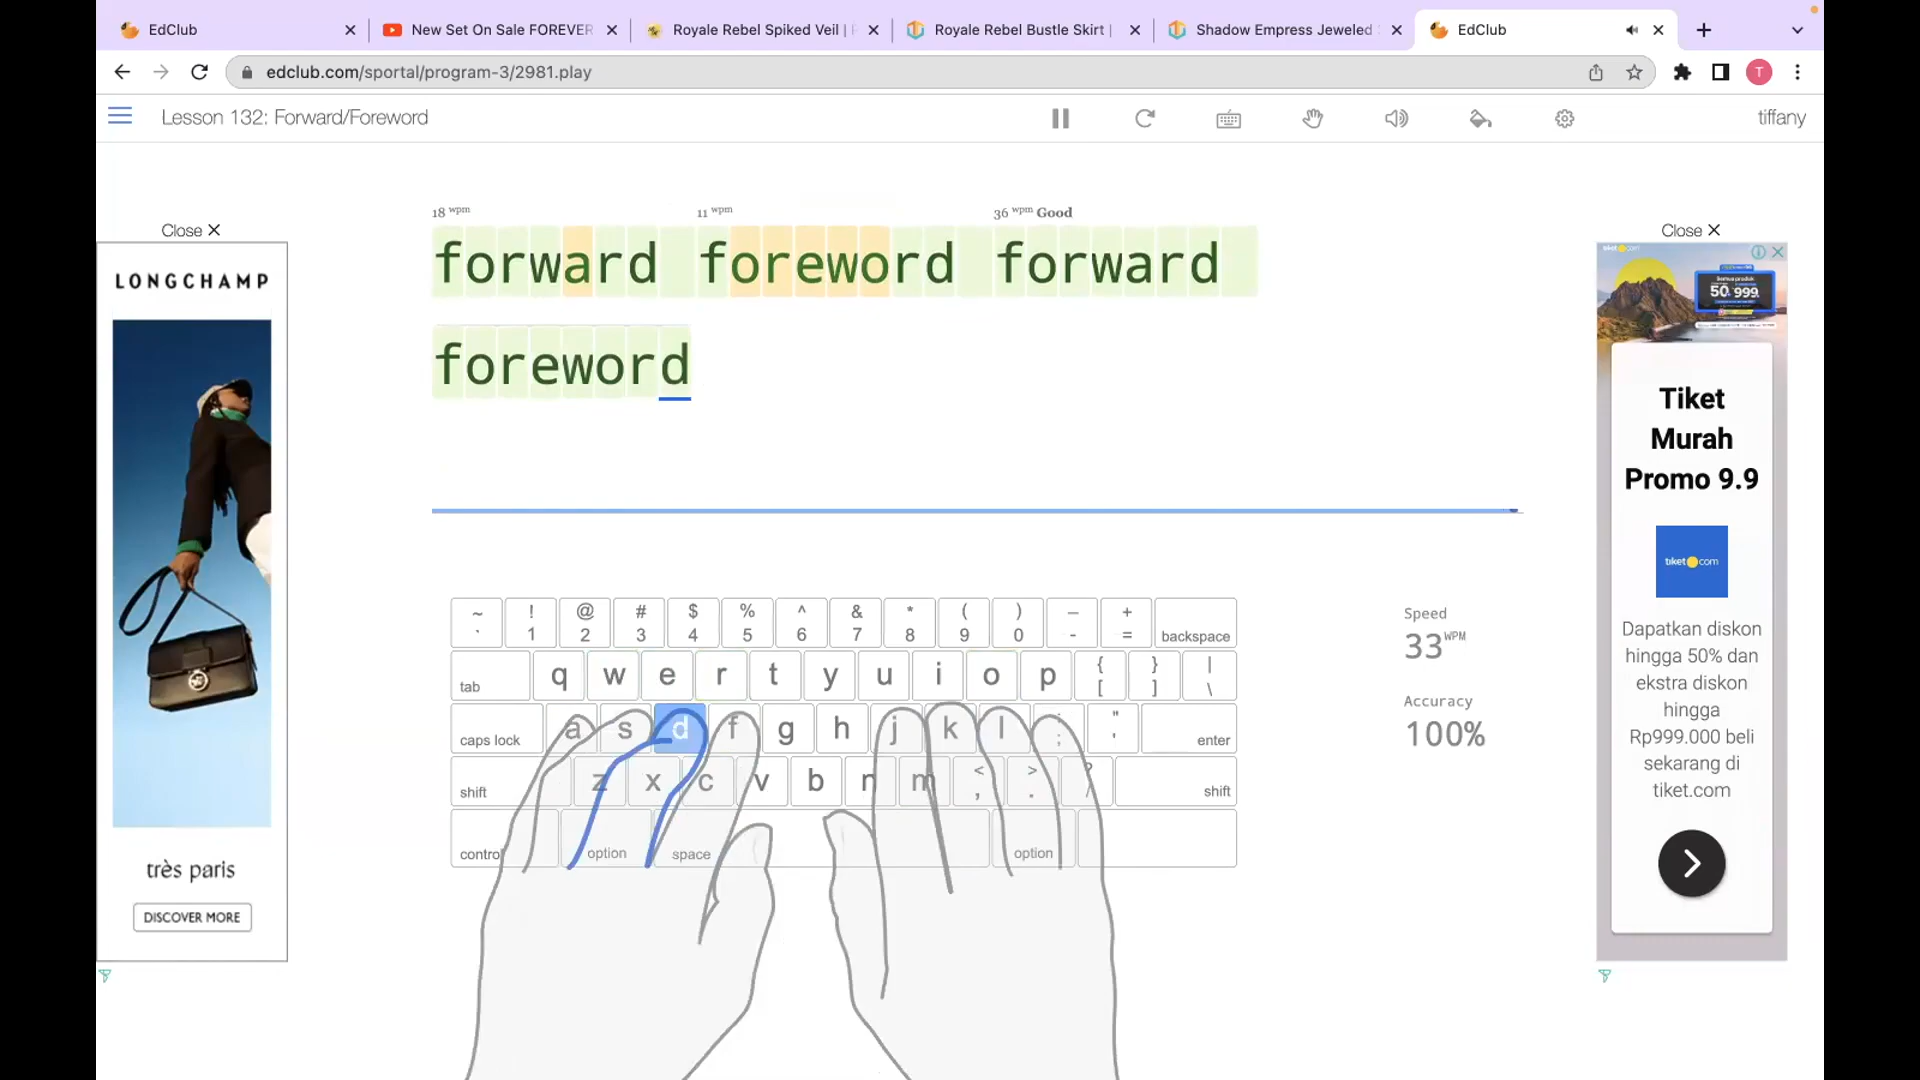 EdClub
New Set On Sale FOREVER
Royale Rebel Spiked Veil |
Royale Rebel Bustle Skirt |
Shadow Empress Jeweled
EdClub
edclub.com/sportal/program-3/2981.play
T
Lesson 132: Forward/Foreword
tiffany
18 wpm
11 wpm
36 wpm Good
forward foreword forward
foreword
Close X
LONGCHAMP
très paris
DISCOVER MORE
Close X
tiket.com
50% 999.
Tiket
Murah
Promo 9.9
tiket.com
Dapatkan diskon
hingga 50% dan
ekstra diskon
hingga
Rp999.000 beli
sekarang di
tiket.com
Speed
33 WPM
Accuracy
100%
~ ! @ # $ % ^ & * ( ) – +
` 1 2 3 4 5 6 7 8 9 0 - = backspace
tab q w e r t y u i o p { [ } ] | \
caps lock a s d f g h j k l : ; " ' enter
shift z x c v b n m < , > . ? / shift
control option space option